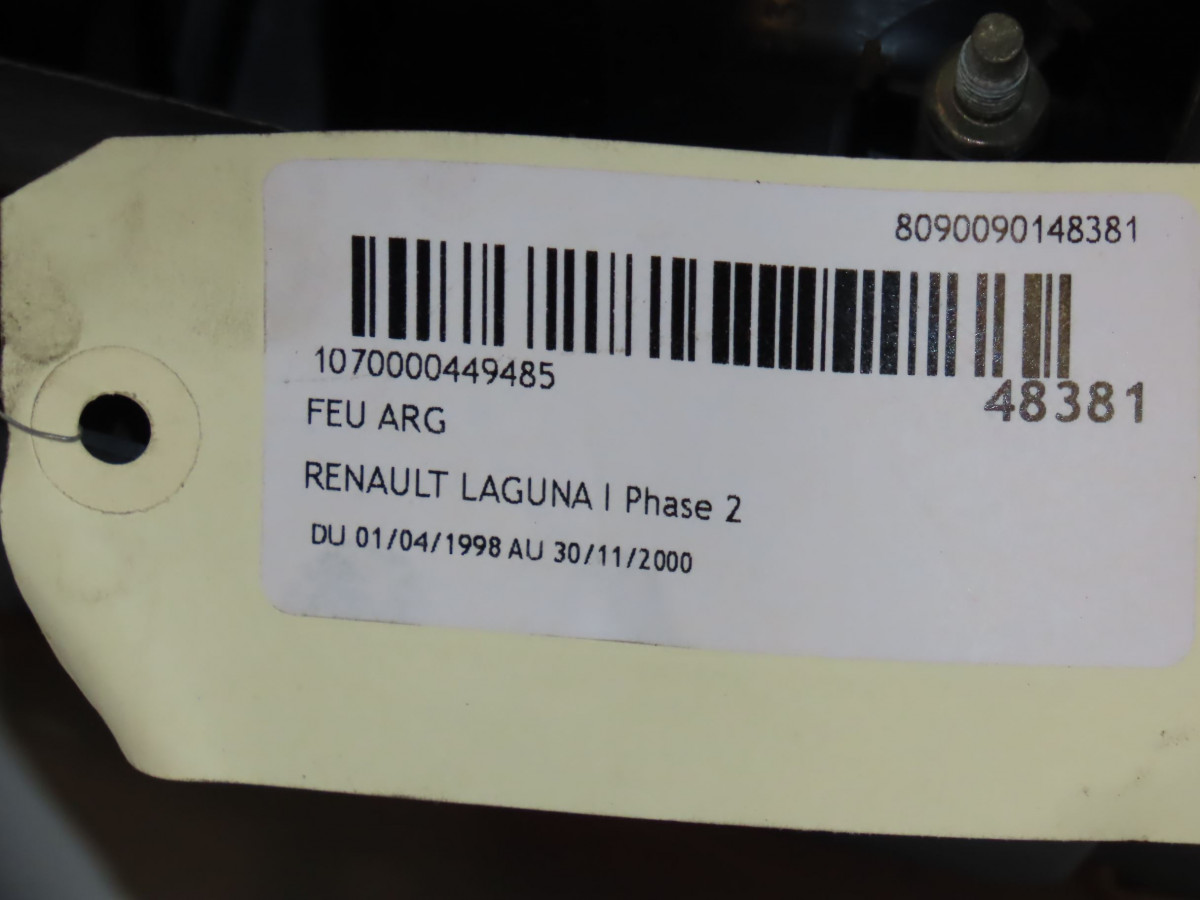 8090090148381
1070000449485
48381
FEU ARG
RENAULT LAGUNA I Phase 2
DU 01/04/1998 AU 30/11/2000